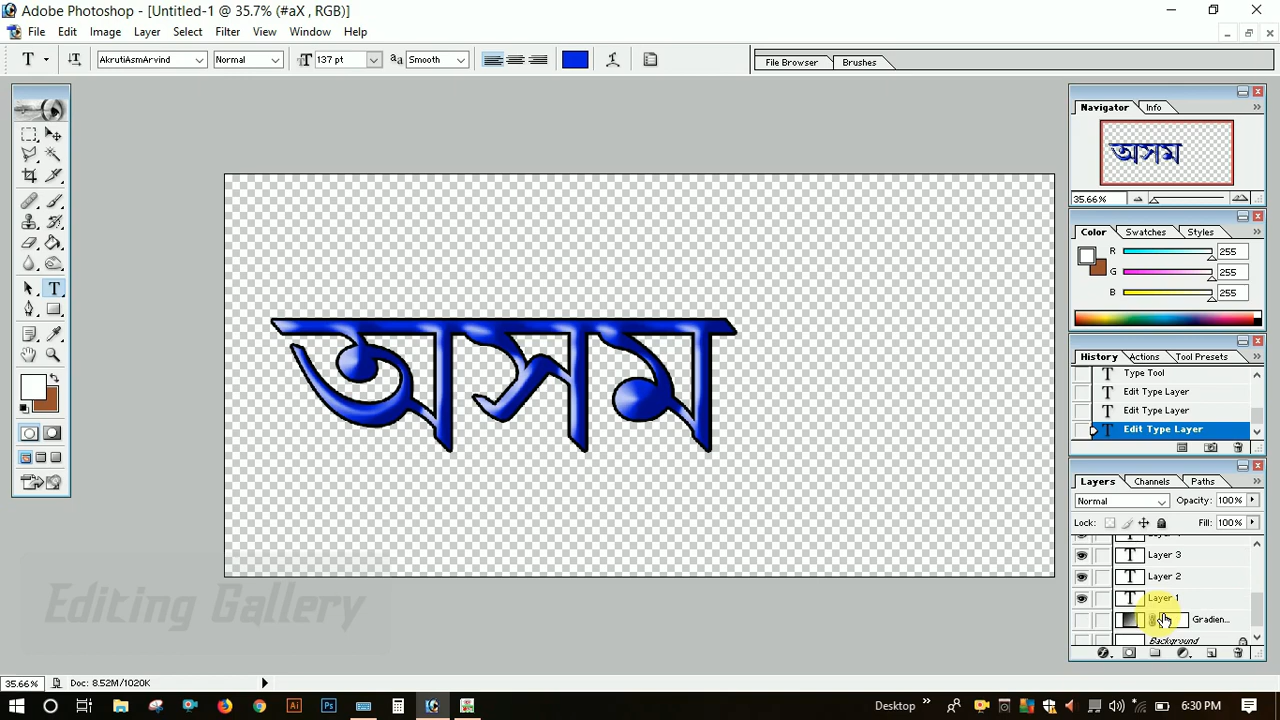 Adobe Photoshop - [Untitled-1 @ 35.7% (#aX , RGB)]
File Edit Image Layer Select Filter View Window Help
AkrutiAsmArvind Normal 137 pt Smooth File Browser Brushes
Navigator Info
অসম
35.66%
Color Swatches Styles
R 255
G 255
B 255
অসম
History Actions Tool Presets
Type Tool
Edit Type Layer
Edit Type Layer
Edit Type Layer
Layers Channels Paths
Normal Opacity: 100%
Lock: Fill: 100%
Layer 3
Layer 2
Layer 1
Gradien...
Background
Editing Gallery
35.66% Doc: 8.52M/1020K
Desktop 6:30 PM